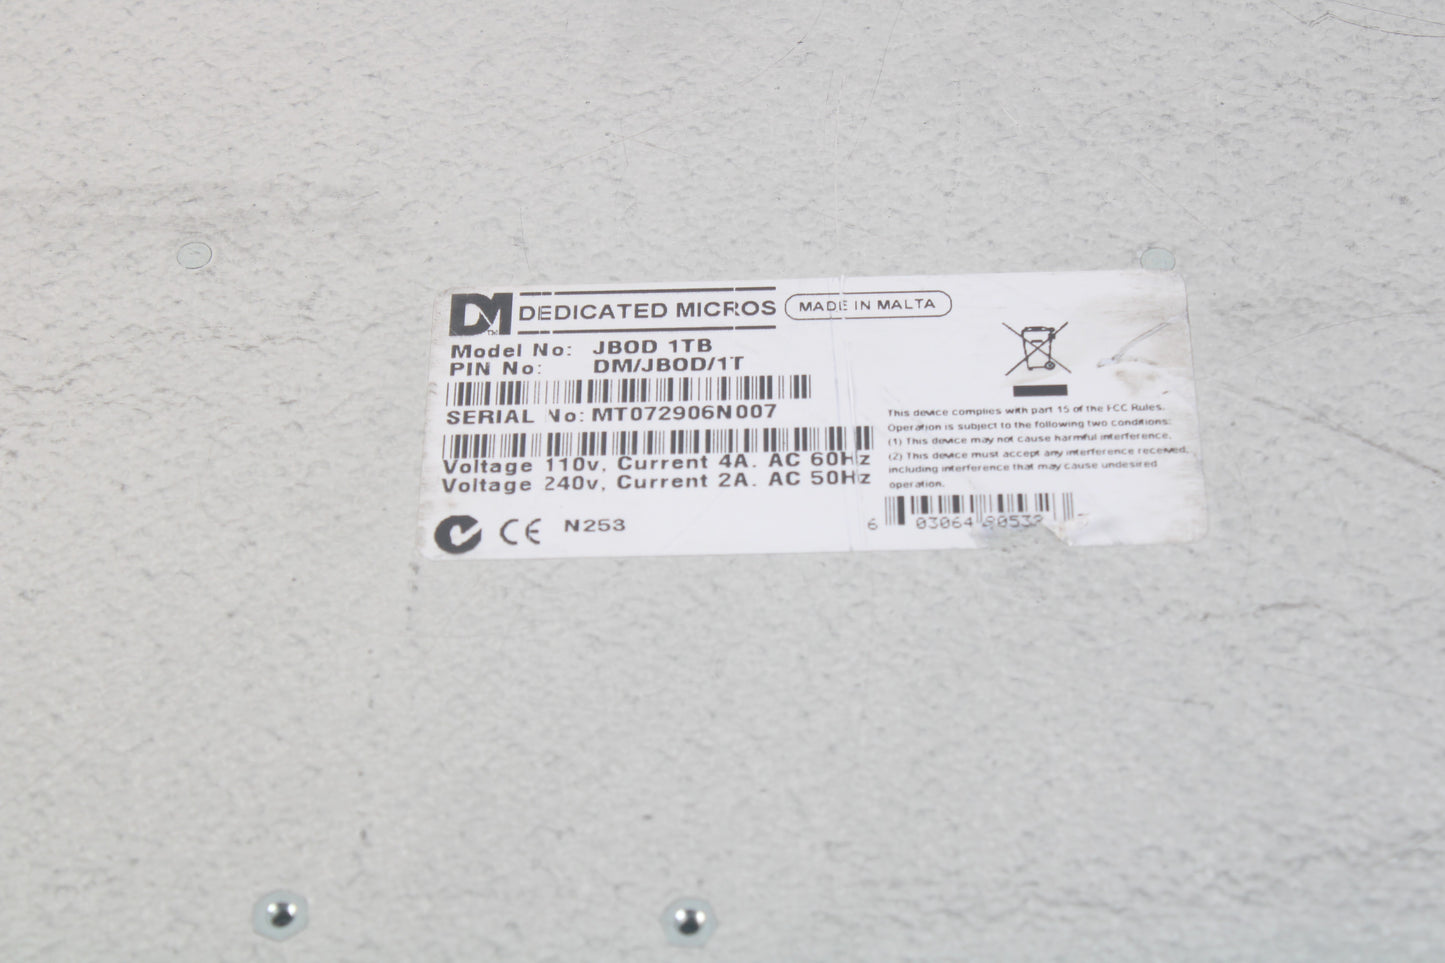 DM DEDICATED MICROS MADE IN MALTA
TM
Model No: JBOD 1TB
PIN No: DM/JBOD/1T
SERIAL No: MT072906N007
Voltage 110v, Current 4A. AC 60Hz
Voltage 240v, Current 2A. AC 50Hz
CE N253
This device complies with part 15 of the FCC Rules.
Operation is subject to the following two conditions:
(1) This device may not cause harmful interference,
(2) This device must accept any interference received,
including interference that may cause undesired
operation.
6 03064